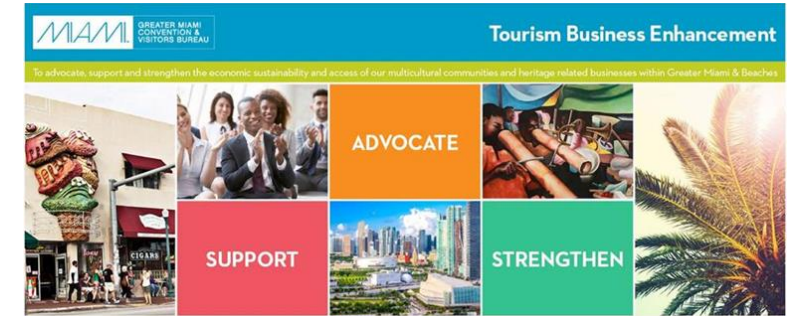 MIAMI
GREATER MIAMI
CONVENTION &
VISITORS BUREAU
Tourism Business Enhancement
To advocate, support and strengthen the economic sustainability and access of our multicultural communities and heritage related businesses within Greater Miami & Beaches
ADVOCATE
SUPPORT
STRENGTHEN
CIGARS